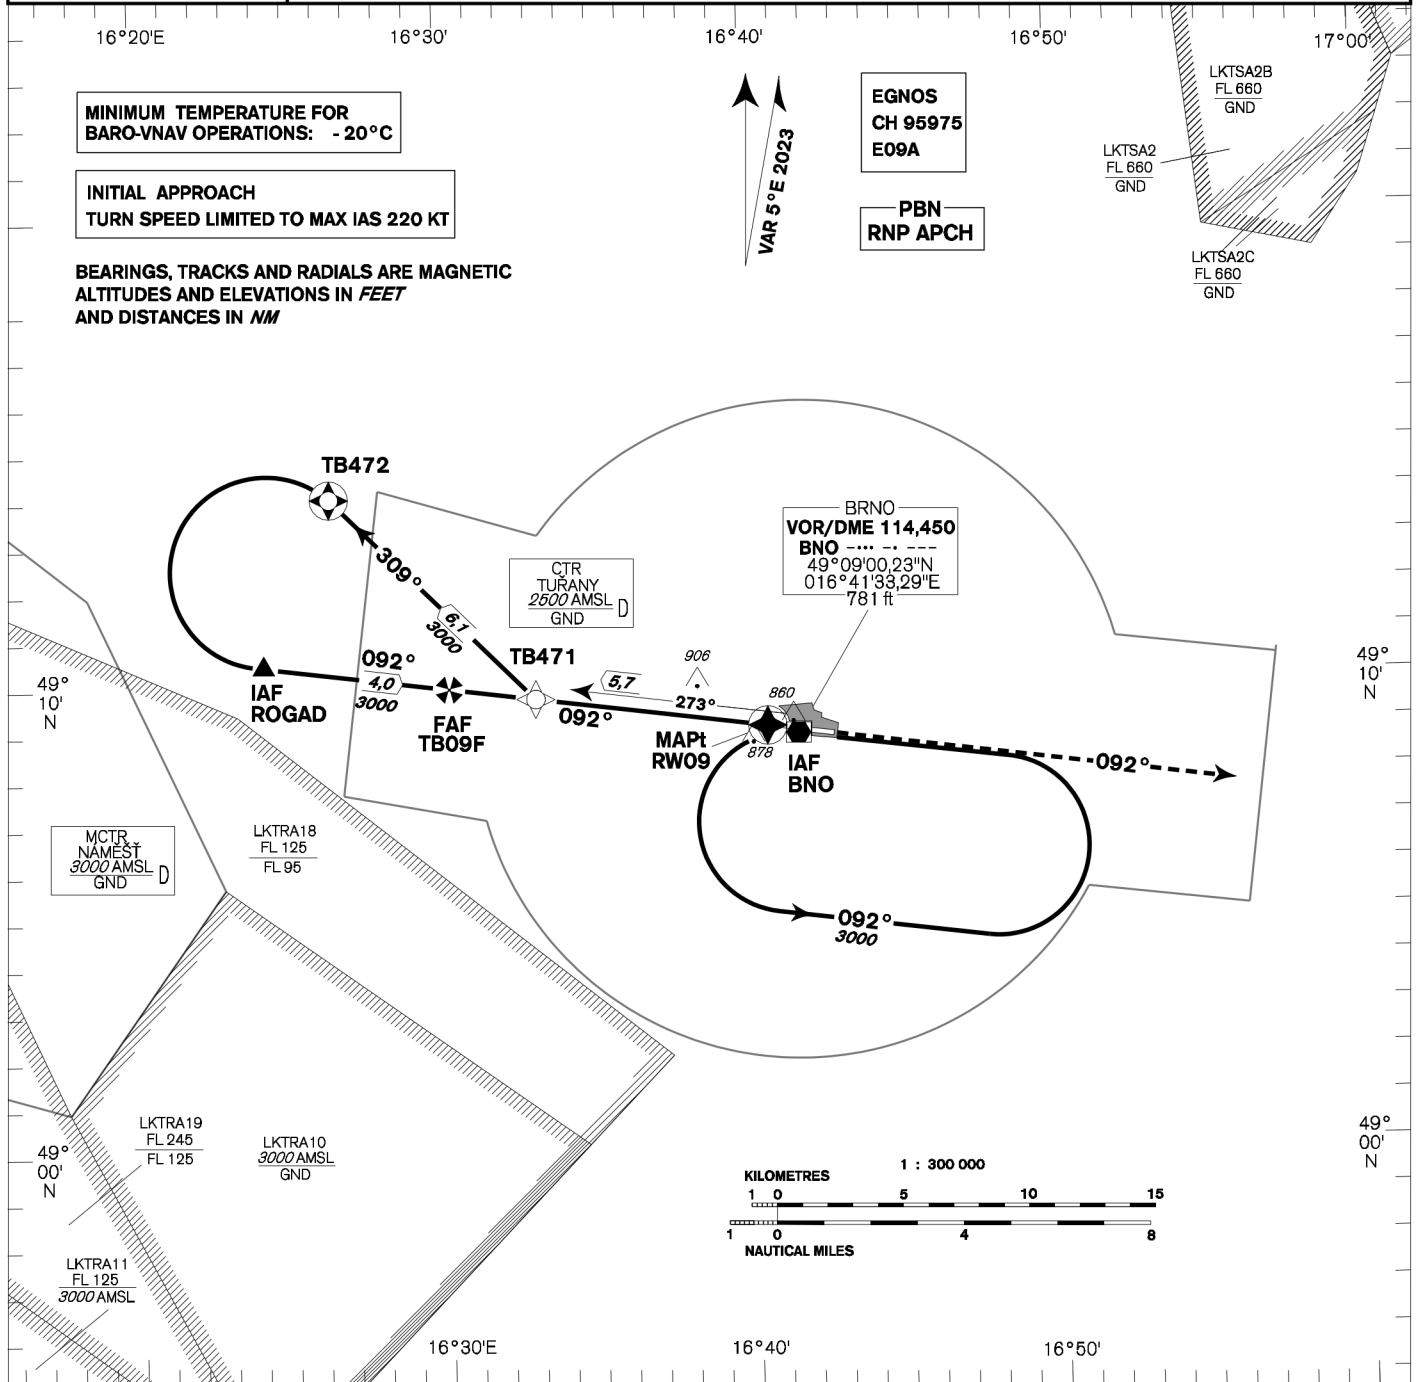 16°20'E
16°30'
16°40'
16°50'
17°00'
MINIMUM TEMPERATURE FOR
BARO-VNAV OPERATIONS: - 20°C
INITIAL APPROACH
TURN SPEED LIMITED TO MAX IAS 220 KT
BEARINGS, TRACKS AND RADIALS ARE MAGNETIC
ALTITUDES AND ELEVATIONS IN FEET
AND DISTANCES IN NM
VAR 5°E 2023
EGNOS
CH 95975
E09A
PBN
RNP APCH
LKTSA2B
FL 660
GND
LKTSA2
FL 660
GND
LKTSA2C
FL 660
GND
TB472
309°
6,1
3000
CTR
TUŘANY
2500 AMSL
GND
D
BRNO
VOR/DME 114,450
BNO -··· -· ---
49°09'00,23"N
016°41'33,29"E
781 ft
TB471
092°
4,0
3000
IAF
ROGAD
FAF
TB09F
092°
5,7
273°
906
860
878
MAPt
RW09
IAF
BNO
092°
092°
3000
49°
10'
N
49°
10'
N
MCTR
NÁMĚŠŤ
3000 AMSL
GND
D
LKTRA18
FL 125
FL 95
LKTRA19
FL 245
FL 125
LKTRA10
3000 AMSL
GND
LKTRA11
FL 125
3000 AMSL
49°
00'
N
49°
00'
N
1 : 300 000
KILOMETRES
1 0 5 10 15
1 0 4 8
NAUTICAL MILES
16°30'E
16°40'
16°50'